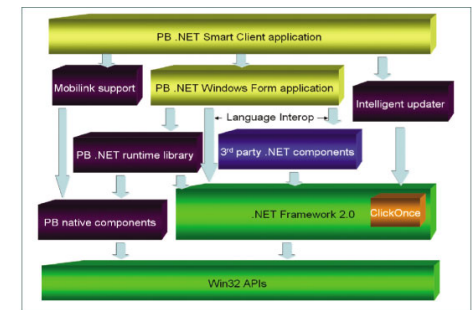 PB .NET Smart Client application
Mobilink support
PB .NET Windows Form application
Intelligent updater
Language Interop
PB .NET runtime library
3rd party .NET components
PB native components
.NET Framework 2.0
ClickOnce
Win32 APIs